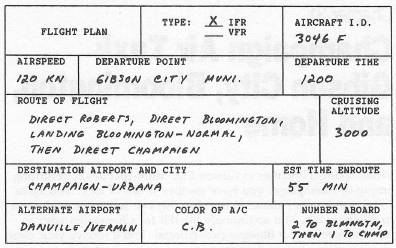 FLIGHT PLAN
TYPE: X IFR
VFR
AIRCRAFT I.D.
3046 F
AIRSPEED
120 KN
DEPARTURE POINT
GIBSON CITY MUNI.
DEPARTURE TIME
1200
ROUTE OF FLIGHT
DIRECT ROBERTS, DIRECT BLOOMINGTON,
LANDING BLOOMINGTON-NORMAL,
THEN DIRECT CHAMPAIGN
CRUISING
ALTITUDE
3000
DESTINATION AIRPORT AND CITY
CHAMPAIGN-URBANA
EST TIME ENROUTE
55 MIN
ALTERNATE AIRPORT
DANVILLE/VERMLN
COLOR OF A/C
C.B.
NUMBER ABOARD
2 TO BLMNGTN,
THEN 1 TO CHMP